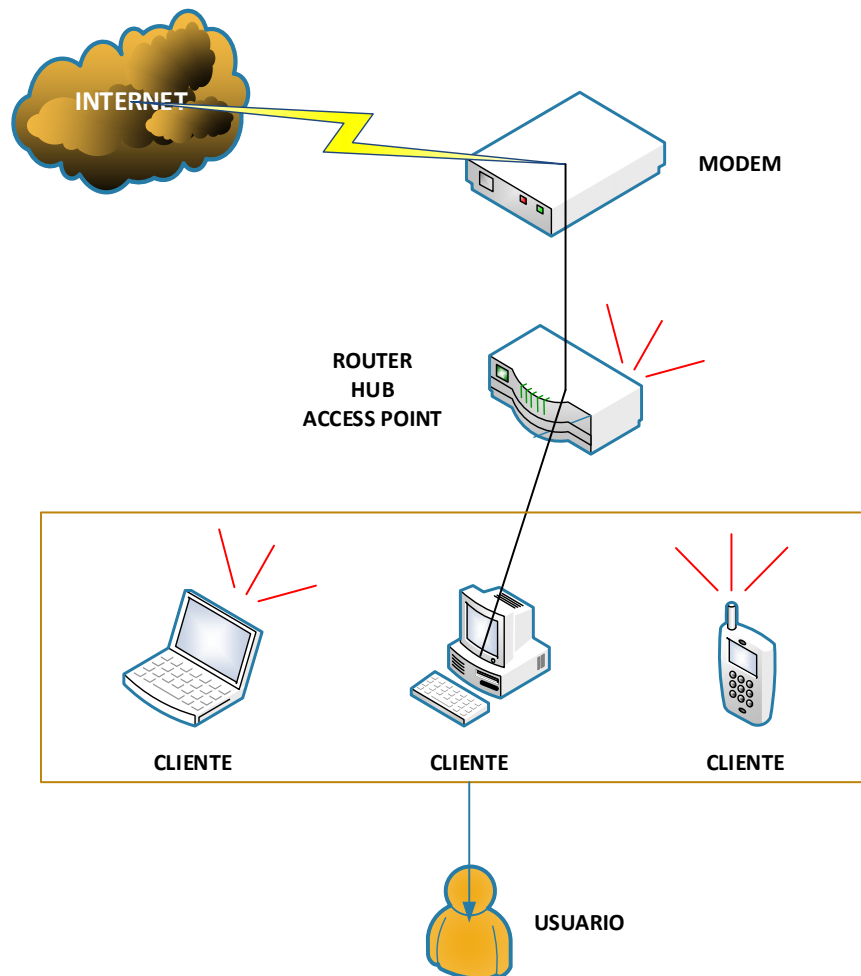 INTERNET
MODEM
ROUTER
HUB
ACCESS POINT
CLIENTE
CLIENTE
CLIENTE
USUARIO